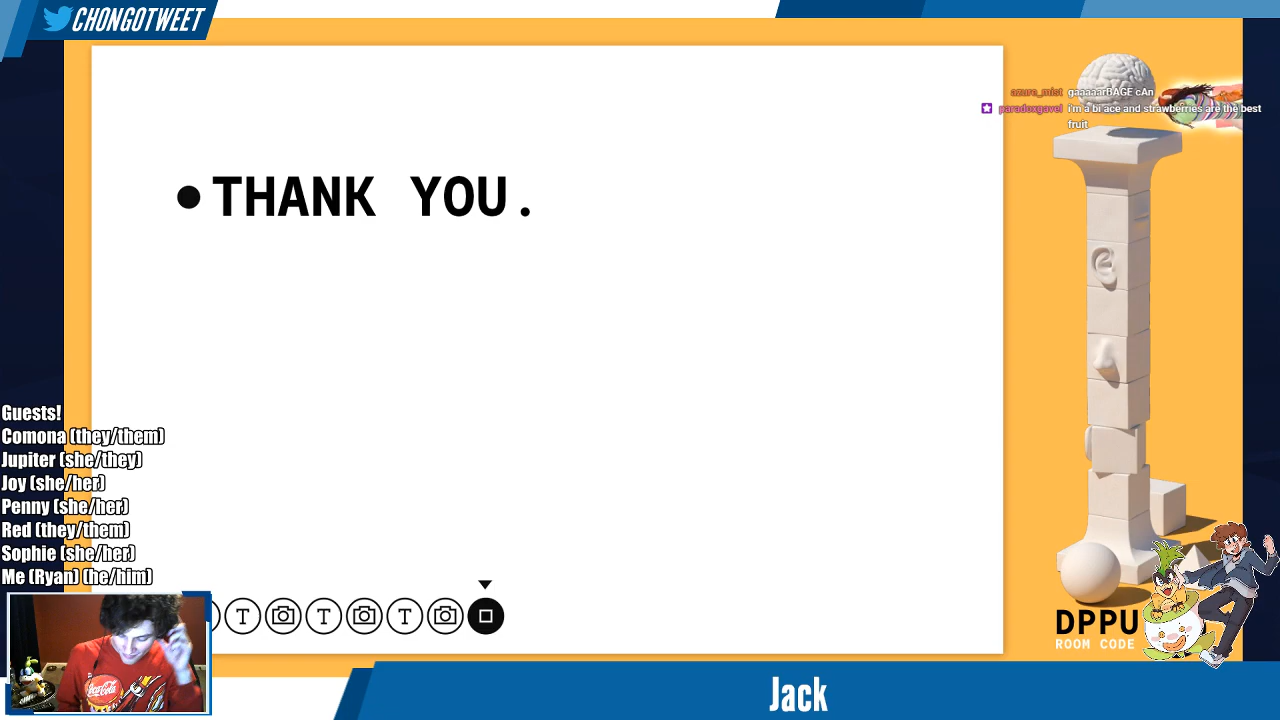 CHONGOTWEET
azure_mist gaaaaarBAGE cAn
paradoxgavel i'm a bi ace and strawberries are the best
fruit
●THANK YOU.
Guests!
Comona (they/them)
Jupiter (she/they)
Joy (she/her)
Penny (she/her)
Red (they/them)
Sophie (she/her)
Me (Ryan) (he/him)
T T T
Coca-Cola
DPPU
ROOM CODE
Jack